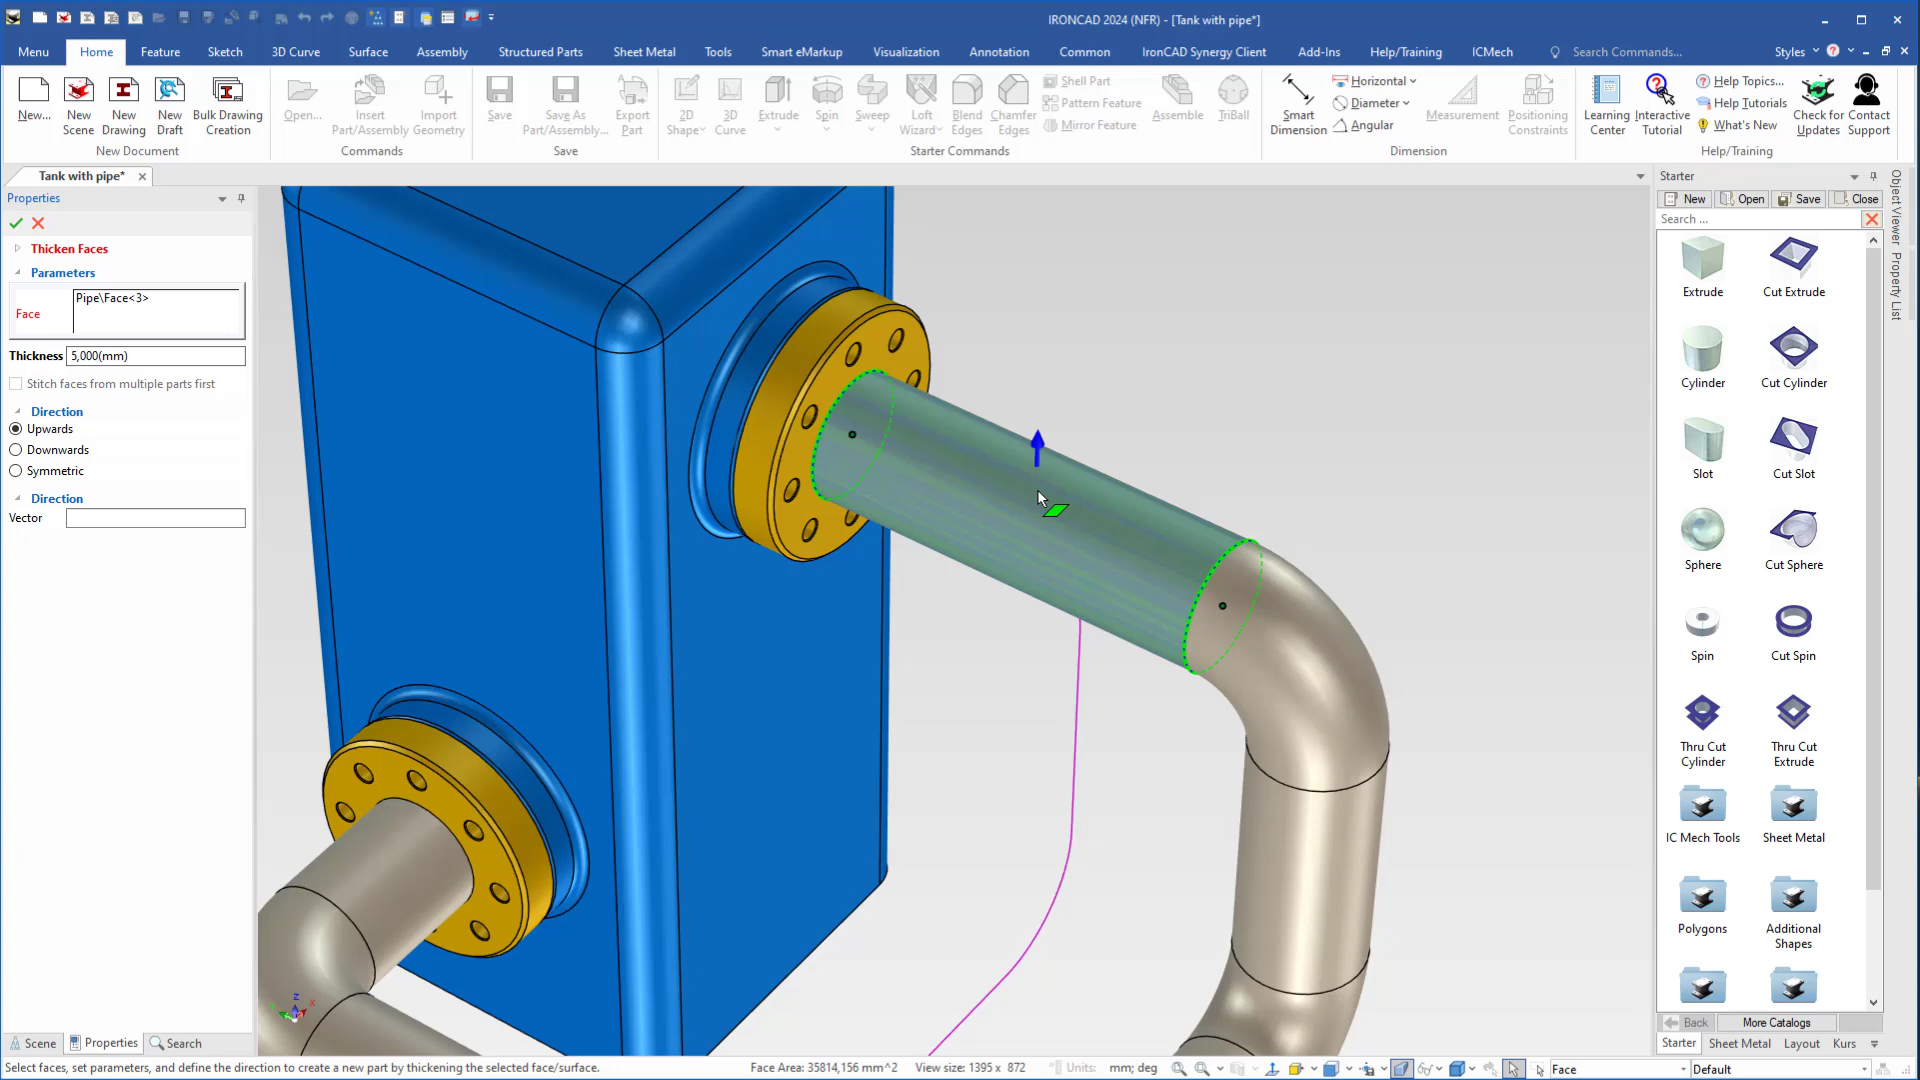 IRONCAD 2024 (NFR) - [Tank with pipe*]
Menu Home Feature Sketch 3D Curve Surface Assembly Structured Parts Sheet Metal Tools Smart eMarkup Visualization Annotation Common IronCAD Synergy Client Add-Ins Help/Training ICMech Search Commands... Styles
New... New Scene New Drawing New Draft Bulk Drawing Creation
New Document
Open... Insert Part/Assembly Import Geometry
Commands
Save Save As Part/Assembly... Export Part
Save
2D Shape 3D Curve Extrude Spin Sweep Loft Wizard Blend Edges Chamfer Edges Shell Part Pattern Feature Mirror Feature Assemble TriBall
Starter Commands
Smart Dimension Horizontal Diameter Angular Measurement Positioning Constraints
Dimension
Learning Center Interactive Tutorial Help Topics... Help Tutorials What's New Check for Updates Contact Support
Help/Training
Tank with pipe*
Properties
Thicken Faces
Parameters
Face Pipe\Face<3>
Thickness 5,000(mm)
Stitch faces from multiple parts first
Direction
Upwards
Downwards
Symmetric
Direction
Vector
Z
X
Scene Properties Search
Starter
New Open Save Close
Search ...
Extrude Cut Extrude
Cylinder Cut Cylinder
Slot Cut Slot
Sphere Cut Sphere
Spin Cut Spin
Thru Cut Cylinder Thru Cut Extrude
IC Mech Tools Sheet Metal
Polygons Additional Shapes
Back More Catalogs
Starter Sheet Metal Layout Kurs
Object Viewer Property List
Select faces, set parameters, and define the direction to create a new part by thickening the selected face/surface. Face Area: 35814,156 mm^2 View size: 1395 x 872 Units: mm; deg Face Default